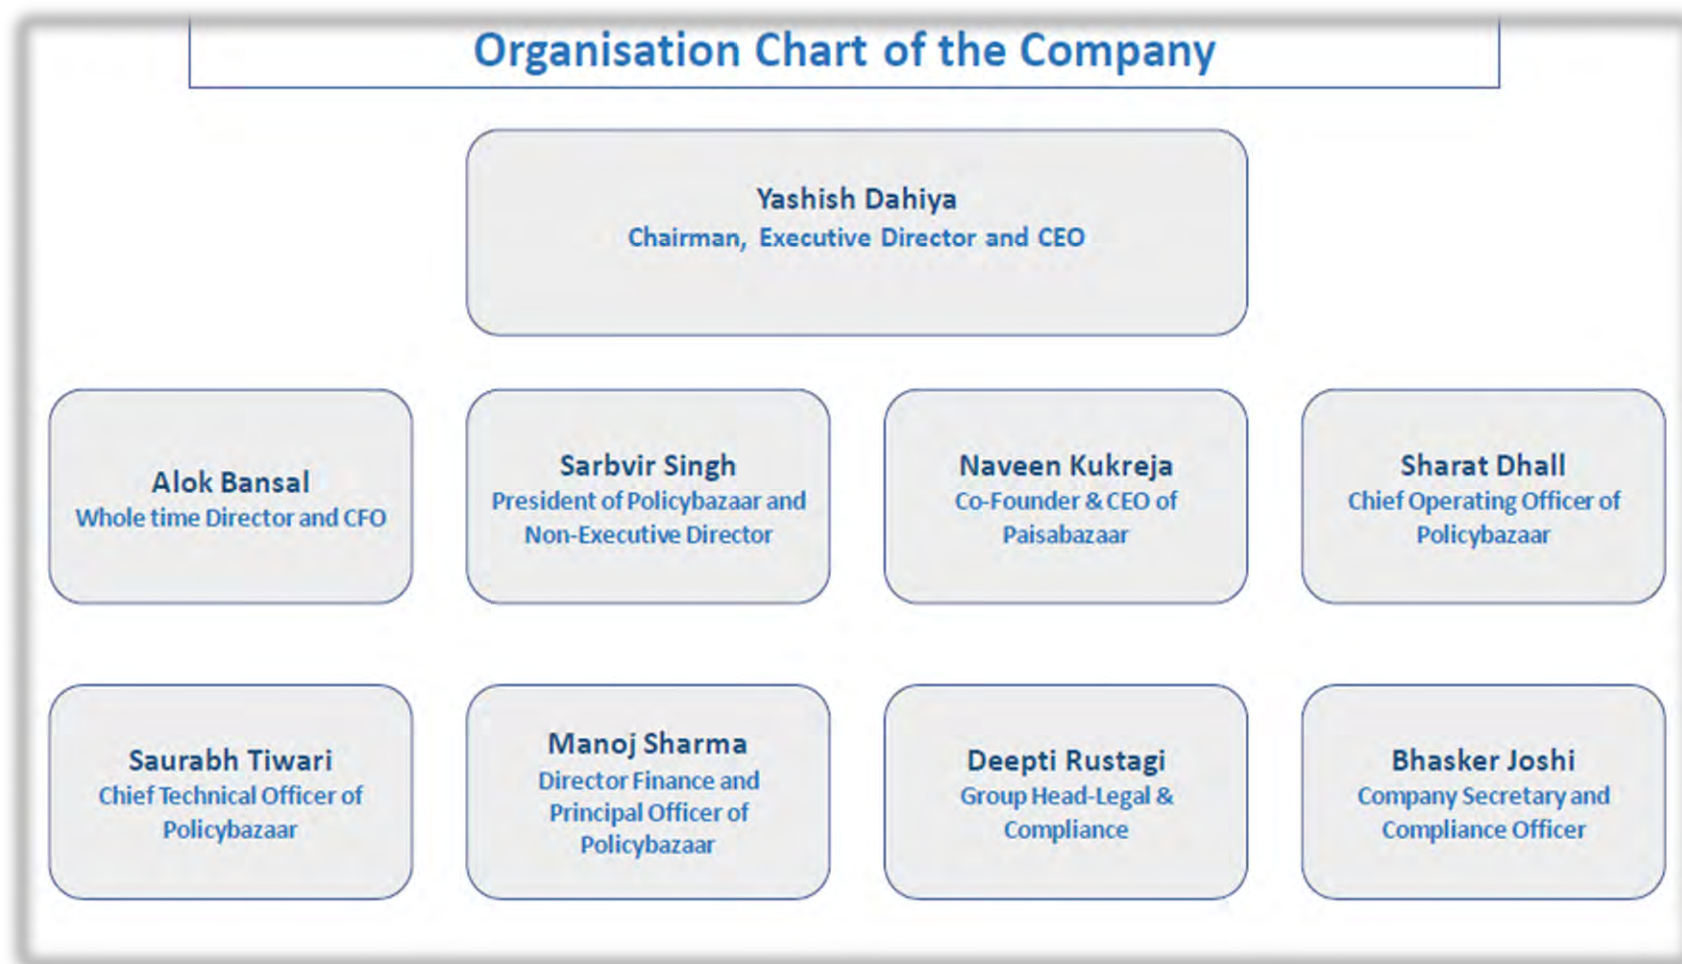 Organisation Chart of the Company
Yashish Dahiya
Chairman, Executive Director and CEO
Alok Bansal
Whole time Director and CFO
Sarbvir Singh
President of Policybazaar and
Non-Executive Director
Naveen Kukreja
Co-Founder & CEO of
Paisabazaar
Sharat Dhall
Chief Operating Officer of
Policybazaar
Saurabh Tiwari
Chief Technical Officer of
Policybazaar
Manoj Sharma
Director Finance and
Principal Officer of
Policybazaar
Deepti Rustagi
Group Head-Legal &
Compliance
Bhasker Joshi
Company Secretary and
Compliance Officer